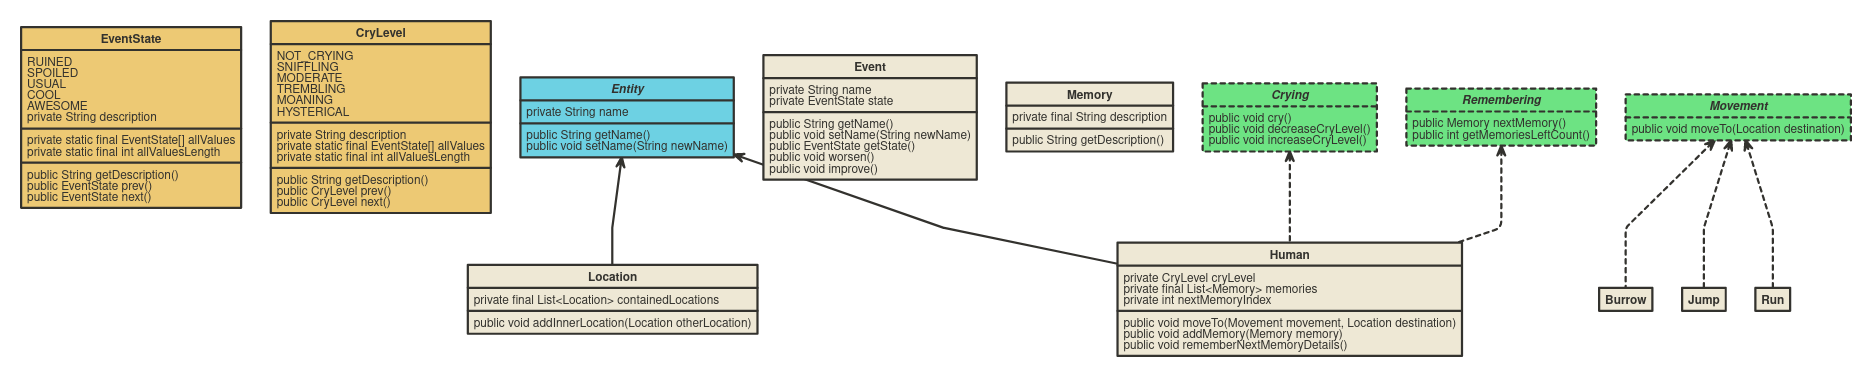 EventState
RUINED
SPOILED
USUAL
COOL
AWESOME
private String description
private static final EventState[] allValues
private static final int allValuesLength
public String getDescription()
public EventState prev()
public EventState next()
CryLevel
NOT_CRYING
SNIFFLING
MODERATE
TREMBLING
MOANING
HYSTERICAL
private String description
private static final EventState[] allValues
private static final int allValuesLength
public String getDescription()
public CryLevel prev()
public CryLevel next()
Entity
private String name
public String getName()
public void setName(String newName)
Event
private String name
private EventState state
public String getName()
public void setName(String newName)
public EventState getState()
public void worsen()
public void improve()
Memory
private final String description
public String getDescription()
Crying
public void cry()
public void decreaseCryLevel()
public void increaseCryLevel()
Remembering
public Memory nextMemory()
public int getMemoriesLeftCount()
Movement
public void moveTo(Location destination)
Location
private final List<Location> containedLocations
public void addInnerLocation(Location otherLocation)
Human
private CryLevel cryLevel
private final List<Memory> memories
private int nextMemoryIndex
public void moveTo(Movement movement, Location destination)
public void addMemory(Memory memory)
public void rememberNextMemoryDetails()
Burrow
Jump
Run